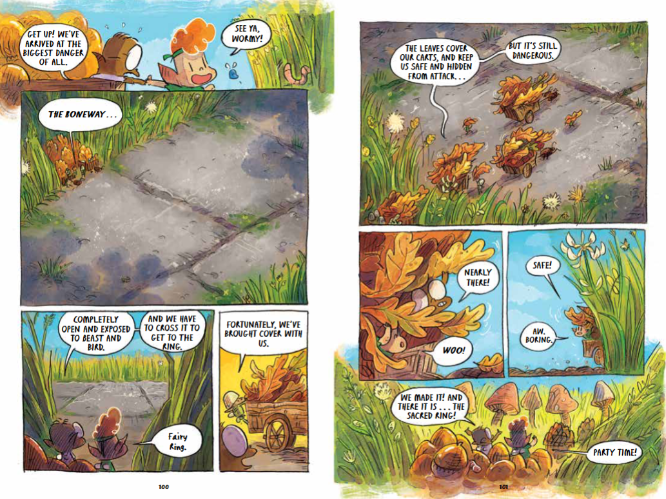 GET UP! WE'VE
ARRIVED AT THE
BIGGEST DANGER
OF ALL.
SEE YA,
WORMY!
THE BONEWAY...
COMPLETELY
OPEN AND EXPOSED
TO BEAST AND
BIRD.
AND WE HAVE
TO CROSS IT TO
GET TO THE
RING.
Fairy
Ring.
FORTUNATELY, WE'VE
BROUGHT COVER WITH
US.
100
THE LEAVES COVER
OUR CARTS, AND KEEP
US SAFE AND HIDDEN
FROM ATTACK...
BUT IT'S STILL
DANGEROUS.
NEARLY
THERE!
WOO!
SAFE!
AW,
BORING.
WE MADE IT! AND
THERE IT IS... THE
SACRED RING!
PARTY TIME!
101